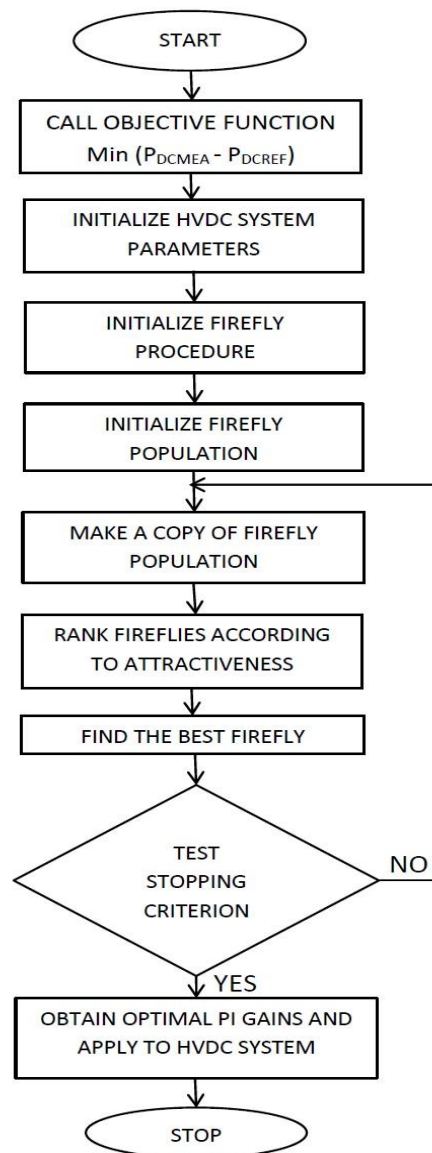 START
CALL OBJECTIVE FUNCTION
Min (PDCMEA - PDCREF)
INITIALIZE HVDC SYSTEM
PARAMETERS
INITIALIZE FIREFLY
PROCEDURE
INITIALIZE FIREFLY
POPULATION
MAKE A COPY OF FIREFLY
POPULATION
RANK FIREFLIES ACCORDING
TO ATTRACTIVENESS
FIND THE BEST FIREFLY
TEST
STOPPING
CRITERION
NO
YES
OBTAIN OPTIMAL PI GAINS AND
APPLY TO HVDC SYSTEM
STOP